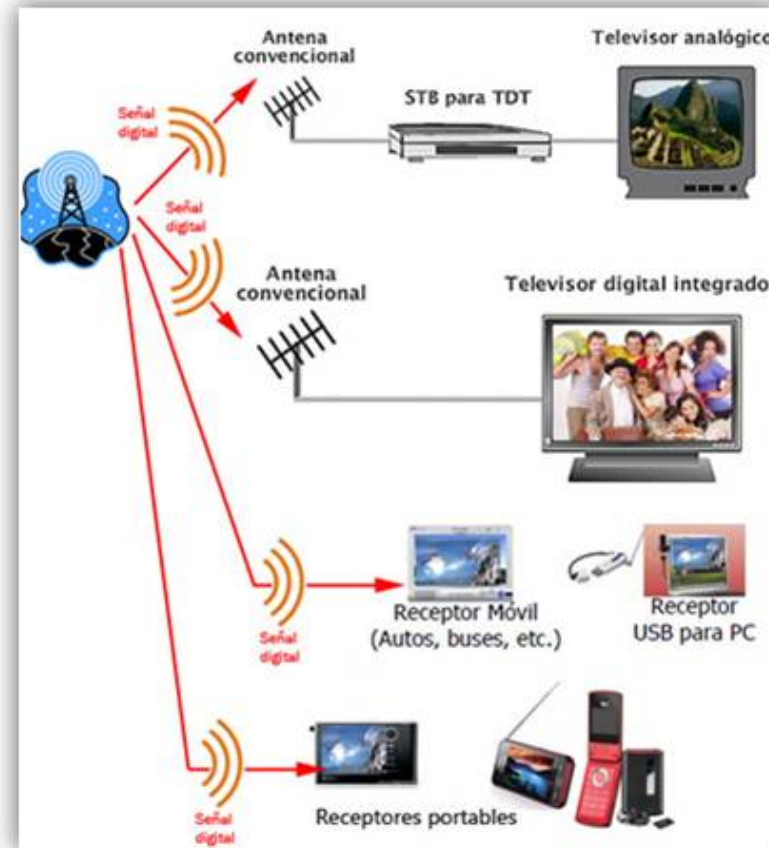 Antena
convencional
Televisor analógico
Señal
digital
STB para TDT
Señal
digital
Antena
convencional
Televisor digital integrado
Señal
digital
Receptor Móvil
(Autos, buses, etc.)
Receptor
USB para PC
Señal
digital
Receptores portables